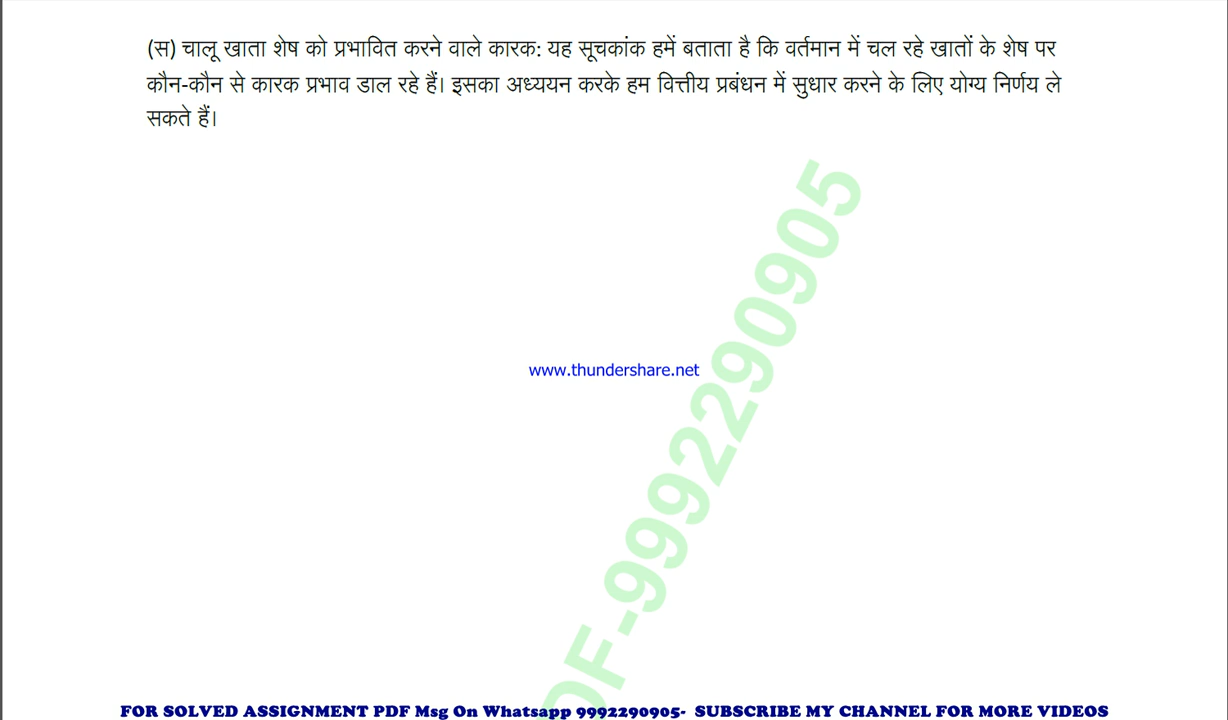 (स) चालू खाता शेष को प्रभावित करने वाले कारक: यह सूचकांक हमें बताता है कि वर्तमान में चल रहे खातों के शेष पर
कौन-कौन से कारक प्रभाव डाल रहे हैं। इसका अध्ययन करके हम वित्तीय प्रबंधन में सुधार करने के लिए योग्य निर्णय ले
सकते हैं।
www.thundershare.net
DF-9992290905
FOR SOLVED ASSIGNMENT PDF Msg On Whatsapp 9992290905- SUBSCRIBE MY CHANNEL FOR MORE VIDEOS